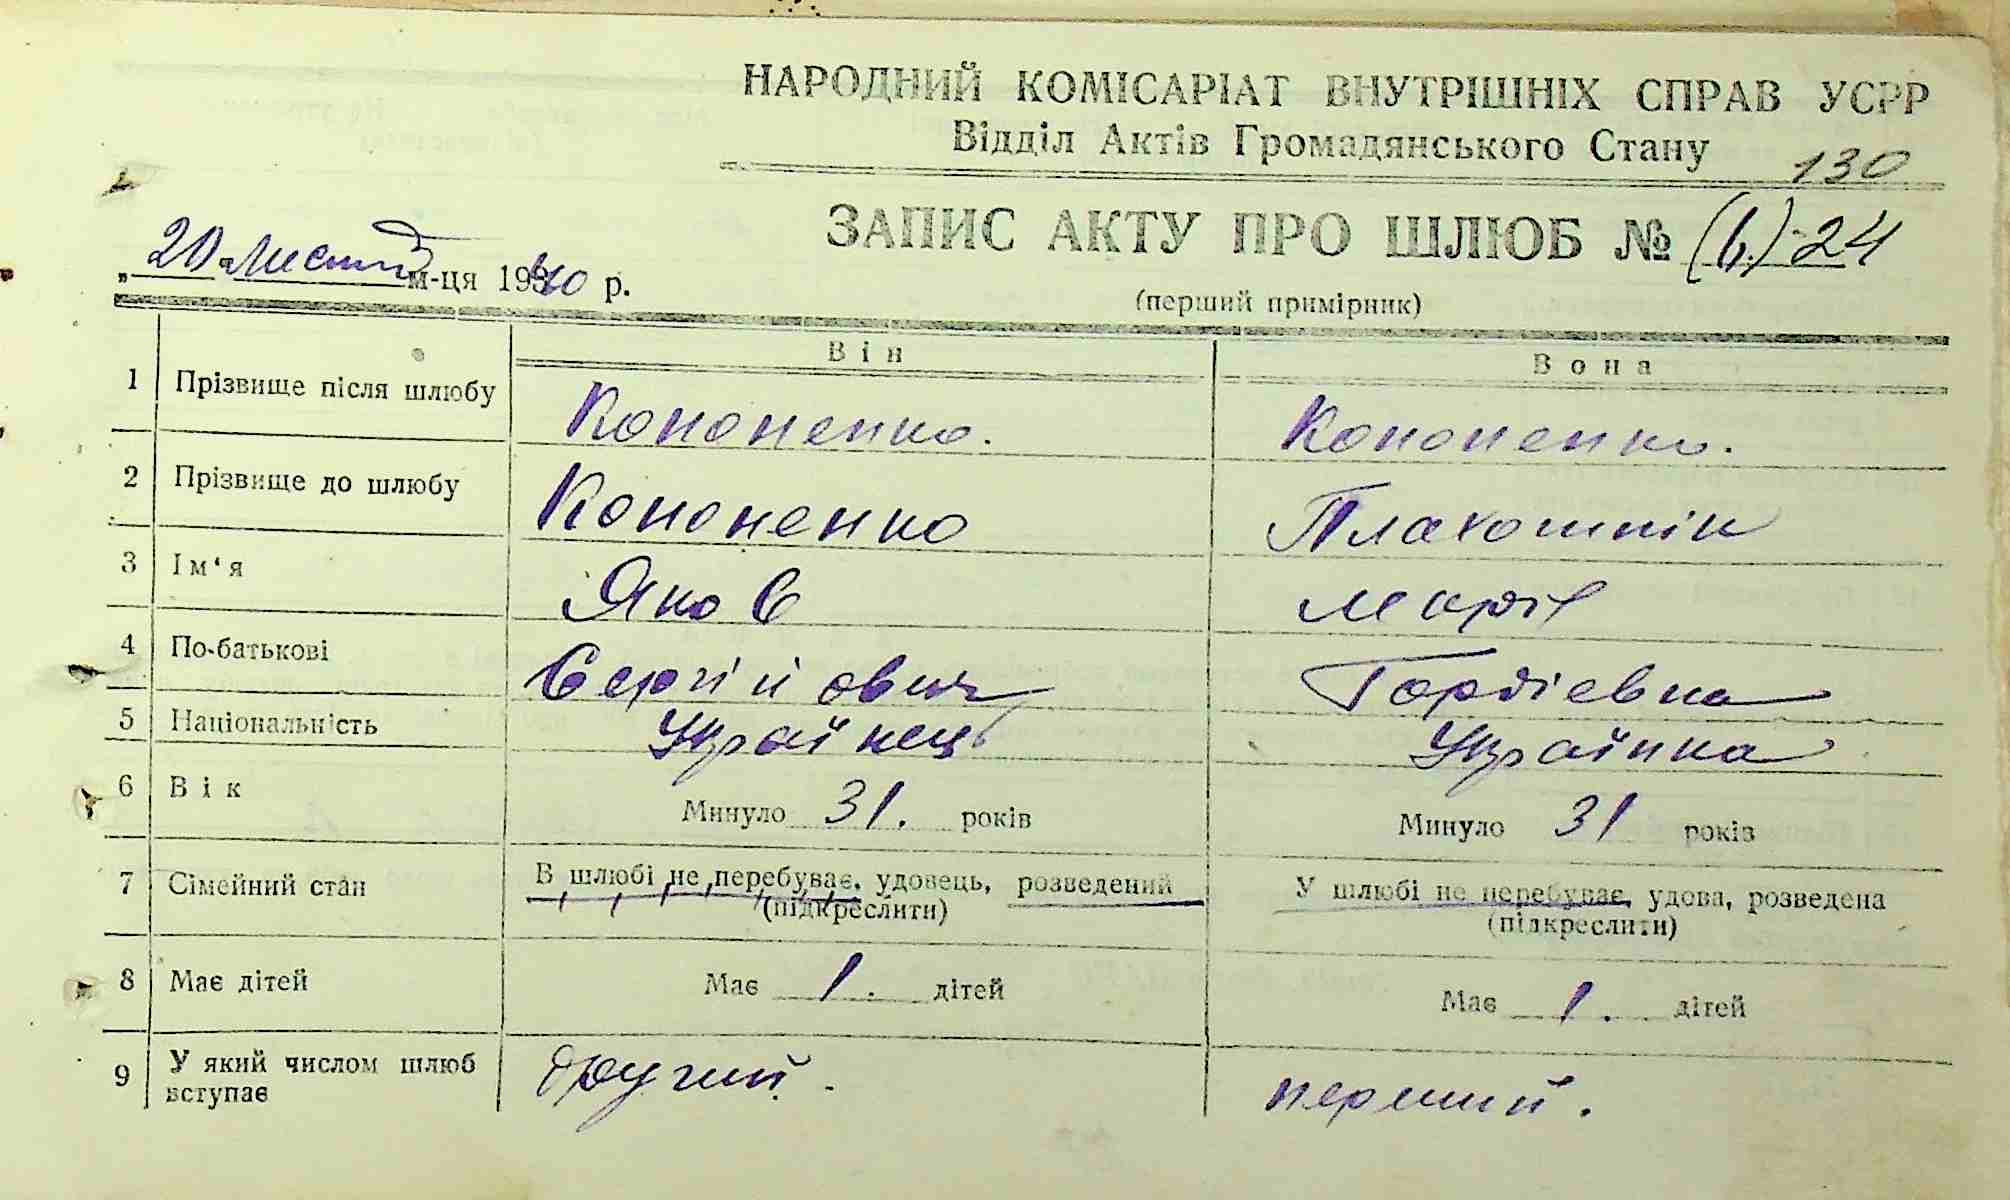 НАРОДНИЙ КОМІСАРІАТ ВНУТРІШНІХ СПРАВ УСРР
Відділ Актів Громадянського Стану
130
ЗАПИС АКТУ ПРО ШЛЮБ № 24
„20" Листопад м-ця 1940 р.
(перший примірник)
Він Вона
1 Прізвище після шлюбу Кононенко. Кононенко.
2 Прізвище до шлюбу Кононенко
3 Ім'я Яков Марія
4 По-батькові Сергійович Гордіевна
5 Національність Українець Українка
6 Вік Минуло 31. років Минуло 31 років
7 Сімейний стан В шлюбі не перебуває, удовець, розведений У шлюбі не перебуває, удова, розведена
(підкреслити) (підкреслити)
8 Має дітей Має 1. дітей Має 1. дітей
9 У який числом шлюб вступає другий. перший.